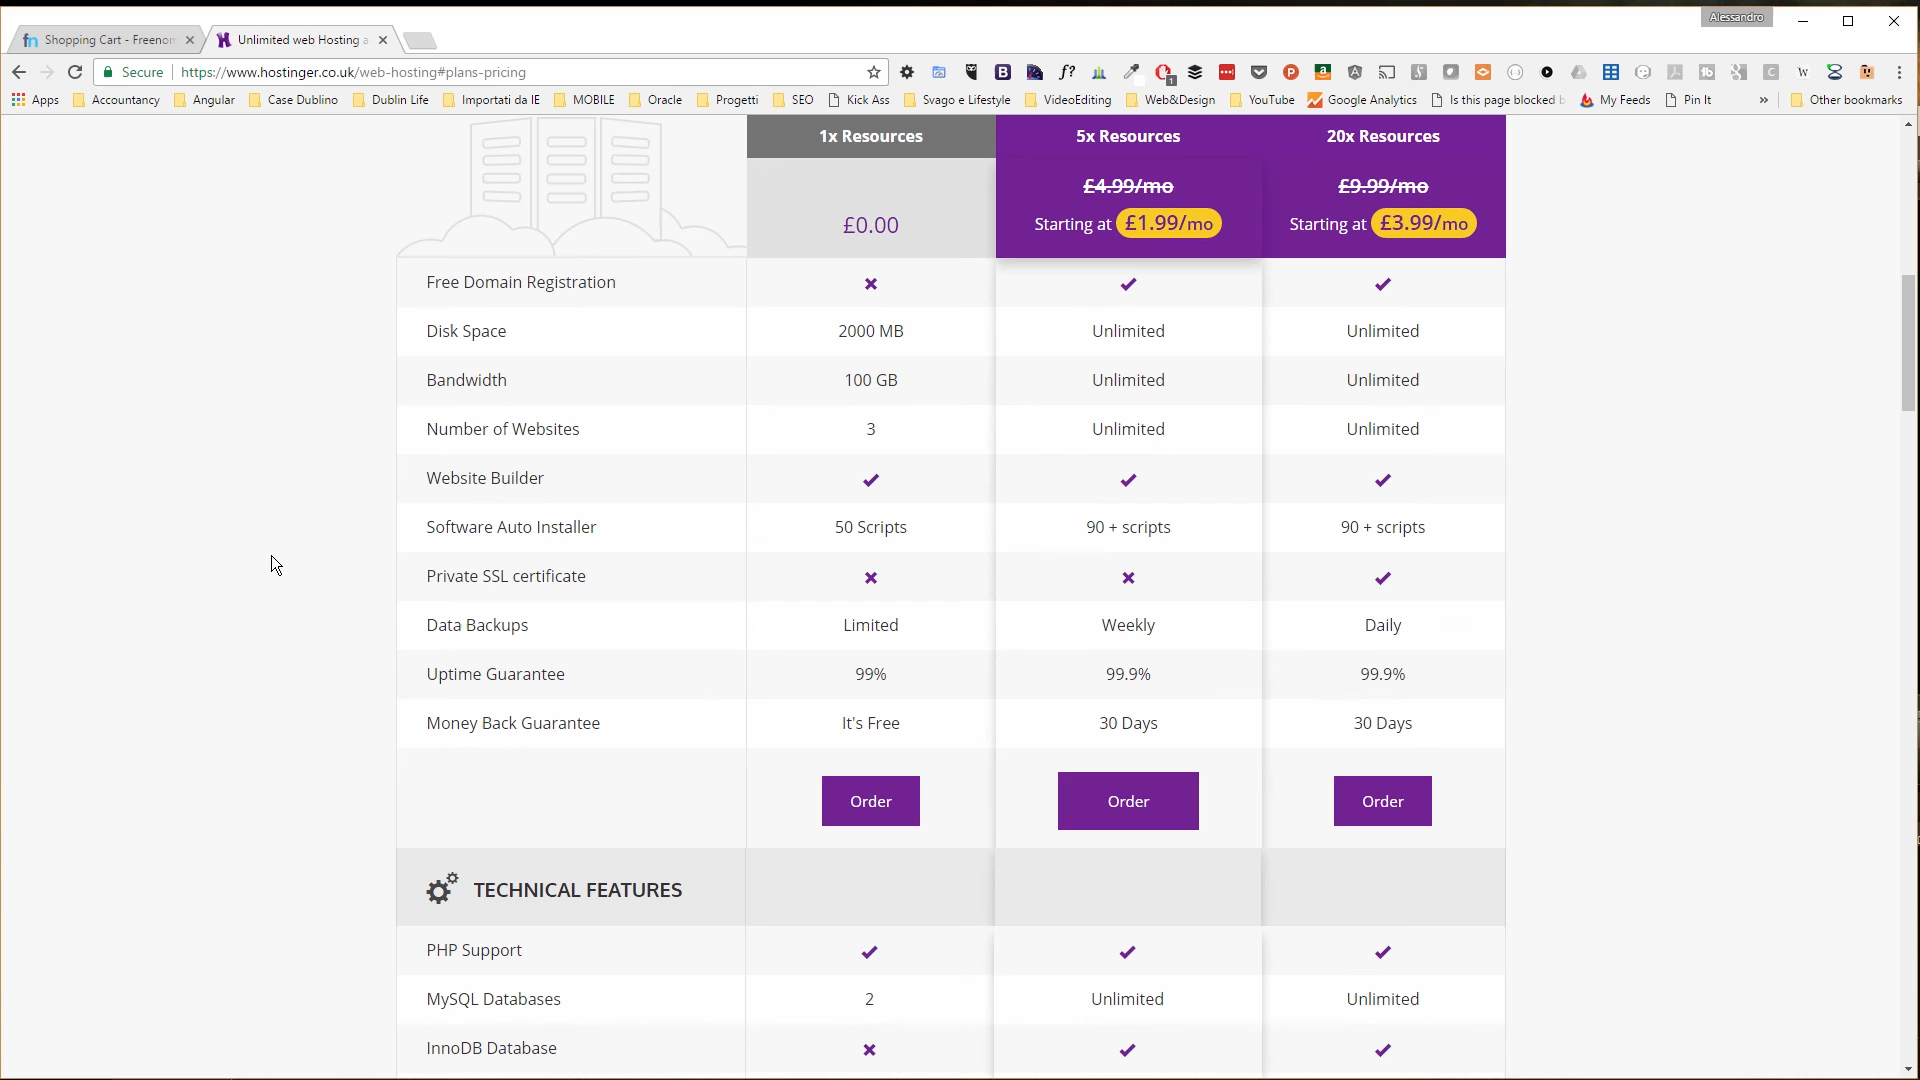 Alessandro
Shopping Cart - Freenom
Unlimited web Hosting a
Secure https://www.hostinger.co.uk/web-hosting#plans-pricing
Apps Accountancy Angular Case Dublino Dublin Life Importati da IE MOBILE Oracle Progetti SEO Kick Ass Svago e Lifestyle VideoEditing Web&Design YouTube Google Analytics Is this page blocked My Feeds Pin It » Other bookmarks
1x Resources 5x Resources 20x Resources
£4.99/mo £9.99/mo
£0.00 Starting at £1.99/mo Starting at £3.99/mo
Free Domain Registration
Disk Space 2000 MB Unlimited Unlimited
Bandwidth 100 GB Unlimited Unlimited
Number of Websites 3 Unlimited Unlimited
Website Builder
Software Auto Installer 50 Scripts 90 + scripts 90 + scripts
Private SSL certificate
Data Backups Limited Weekly Daily
Uptime Guarantee 99% 99.9% 99.9%
Money Back Guarantee It's Free 30 Days 30 Days
Order Order Order
TECHNICAL FEATURES
PHP Support
MySQL Databases 2 Unlimited Unlimited
InnoDB Database